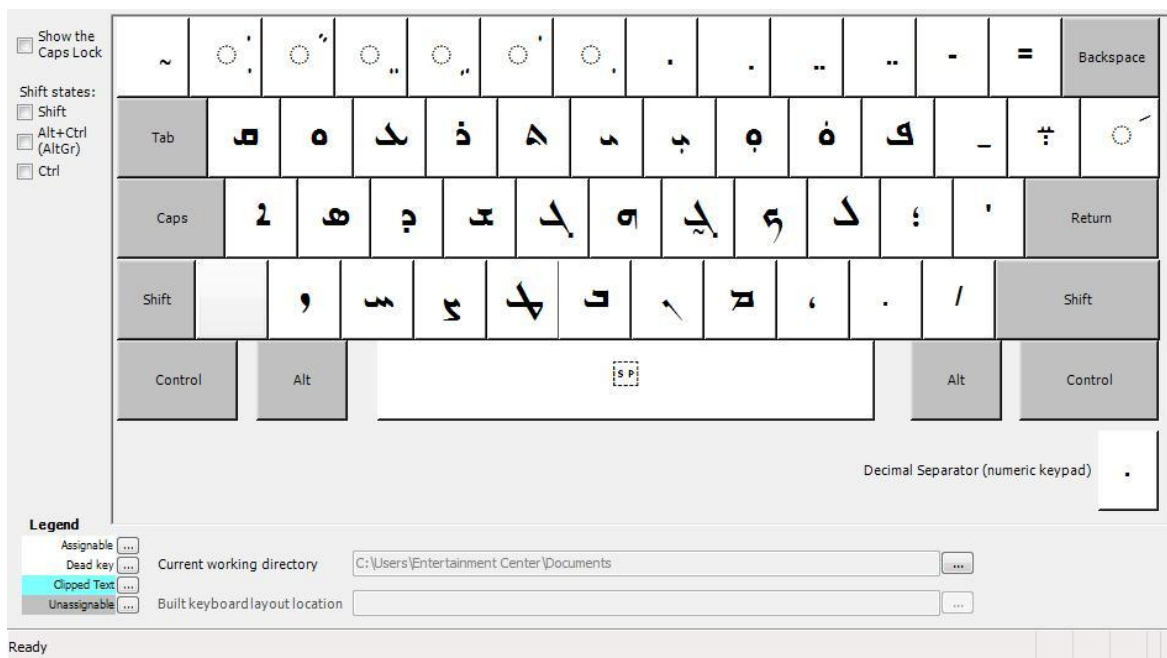 Show the Caps Lock
Shift states:
Shift
Alt+Ctrl (AltGr)
Ctrl
~ ◌ܲ ◌ܵ ◌ܸ ◌ܹ ◌̇ ◌̣ . . .. .. - = Backspace
Tab ܩ ܘ ܥ ܪ ܬ ܝ ܝܼ ܘܼ ܘܿ ܦ _ ◌́
Caps ܐ ܣ ܕ ܫ ܓ ܗ ܓ̰ ܟ ܠ ؛ ' Return
Shift ܙ ܚ ܨ ܛ ܒ ܢ ܡ ، . / Shift
Control Alt SP Alt Control
Decimal Separator (numeric keypad) .
Legend
Assignable ...
Dead key ...
Clipped Text ...
Unassignable ...
Current working directory C:\Users\Entertainment Center\Documents ...
Built keyboard layout location ...
Ready